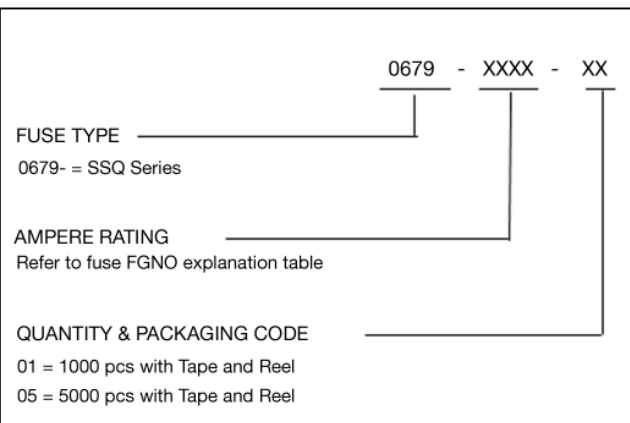 0679 - XXXX - XX
FUSE TYPE
0679- = SSQ Series
AMPERE RATING
Refer to fuse FGNO explanation table
QUANTITY & PACKAGING CODE
01 = 1000 pcs with Tape and Reel
05 = 5000 pcs with Tape and Reel